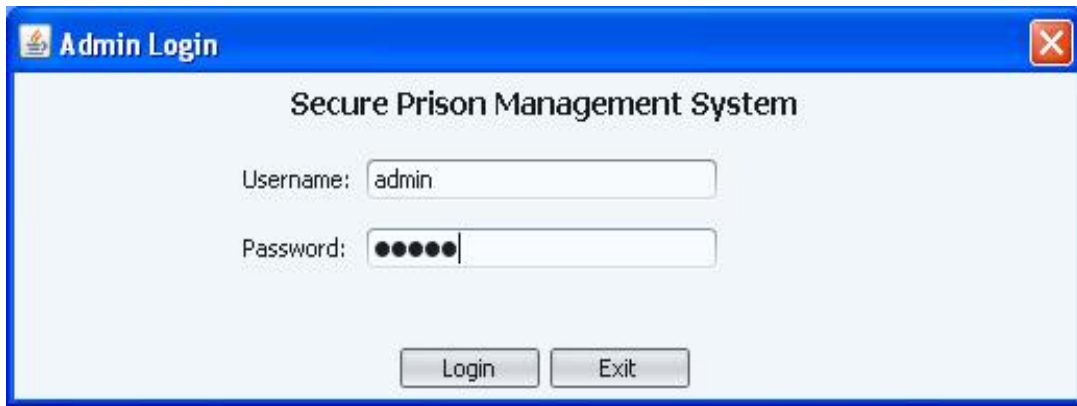 Admin Login
Secure Prison Management System
Username: admin
Password: ●●●●●
Login Exit